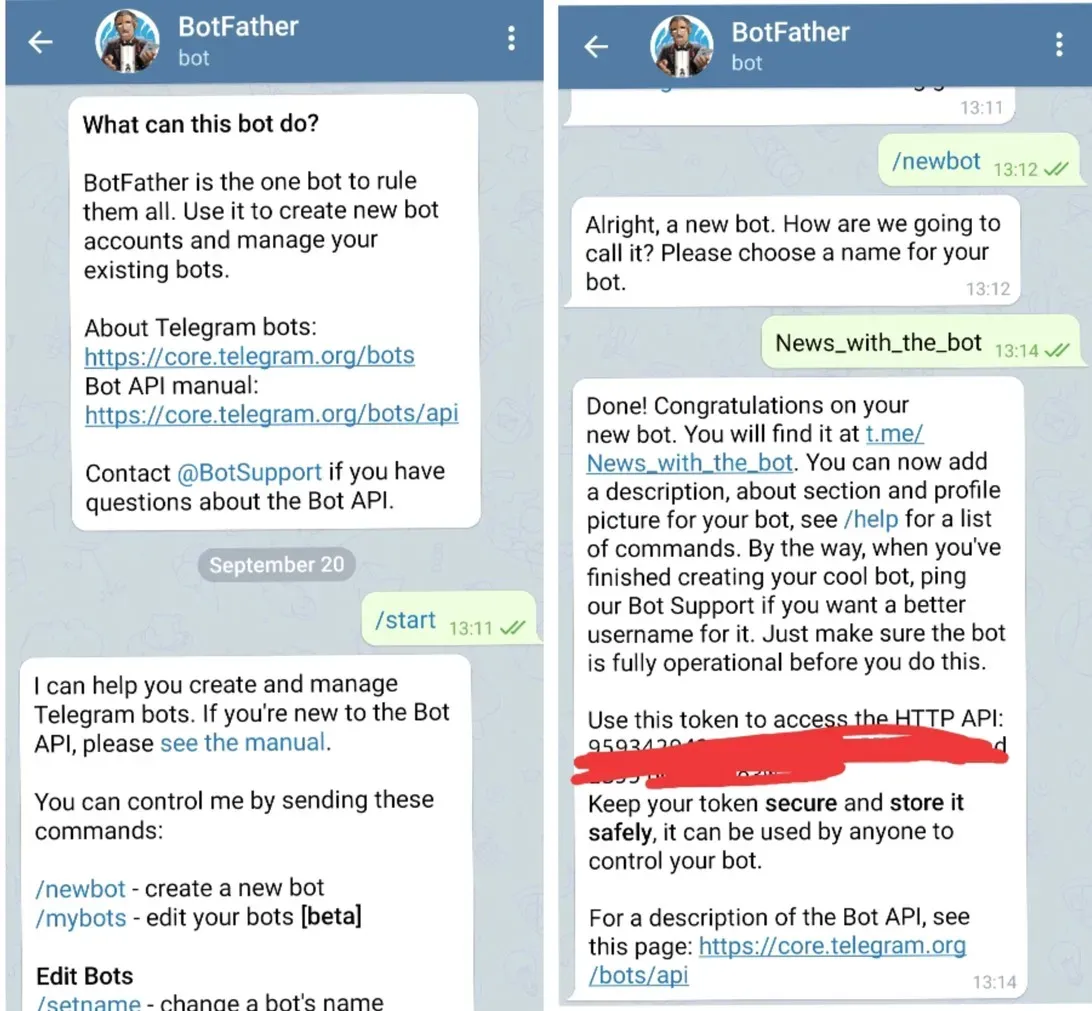 BotFather
bot
What can this bot do?
BotFather is the one bot to rule
them all. Use it to create new bot
accounts and manage your
existing bots.
About Telegram bots:
https://core.telegram.org/bots
Bot API manual:
https://core.telegram.org/bots/api
Contact @BotSupport if you have
questions about the Bot API.
September 20
/start 13:11
I can help you create and manage
Telegram bots. If you're new to the Bot
API, please see the manual.
You can control me by sending these
commands:
/newbot - create a new bot
/mybots - edit your bots [beta]
Edit Bots
/setname - change a bot's name
BotFather
bot
13:11
/newbot 13:12
Alright, a new bot. How are we going to
call it? Please choose a name for your
bot.
13:12
News_with_the_bot 13:14
Done! Congratulations on your
new bot. You will find it at t.me/
News_with_the_bot. You can now add
a description, about section and profile
picture for your bot, see /help for a list
of commands. By the way, when you've
finished creating your cool bot, ping
our Bot Support if you want a better
username for it. Just make sure the bot
is fully operational before you do this.
Use this token to access the HTTP API:
Keep your token secure and store it
safely, it can be used by anyone to
control your bot.
For a description of the Bot API, see
this page: https://core.telegram.org
/bots/api
13:14